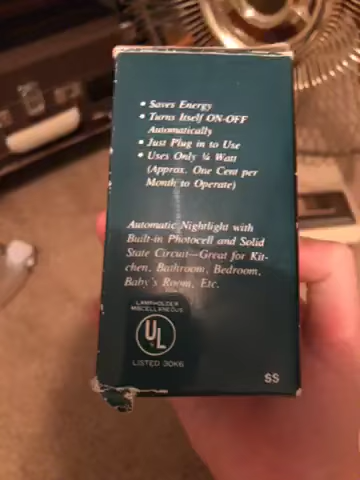 • Saves Energy
• Turns Itself ON-OFF
Automatically
• Just Plug in to Use
• Uses Only ¼ Watt
(Approx. One Cent per
Month to Operate)
Automatic Nightlight with
Built-in Photocell and Solid
State Circuit—Great for Kit-
chen, Bathroom, Bedroom,
Baby's Room, Etc.
LAMPHOLDER
MISCELLANEOUS
UL
LISTED 30K6
SS